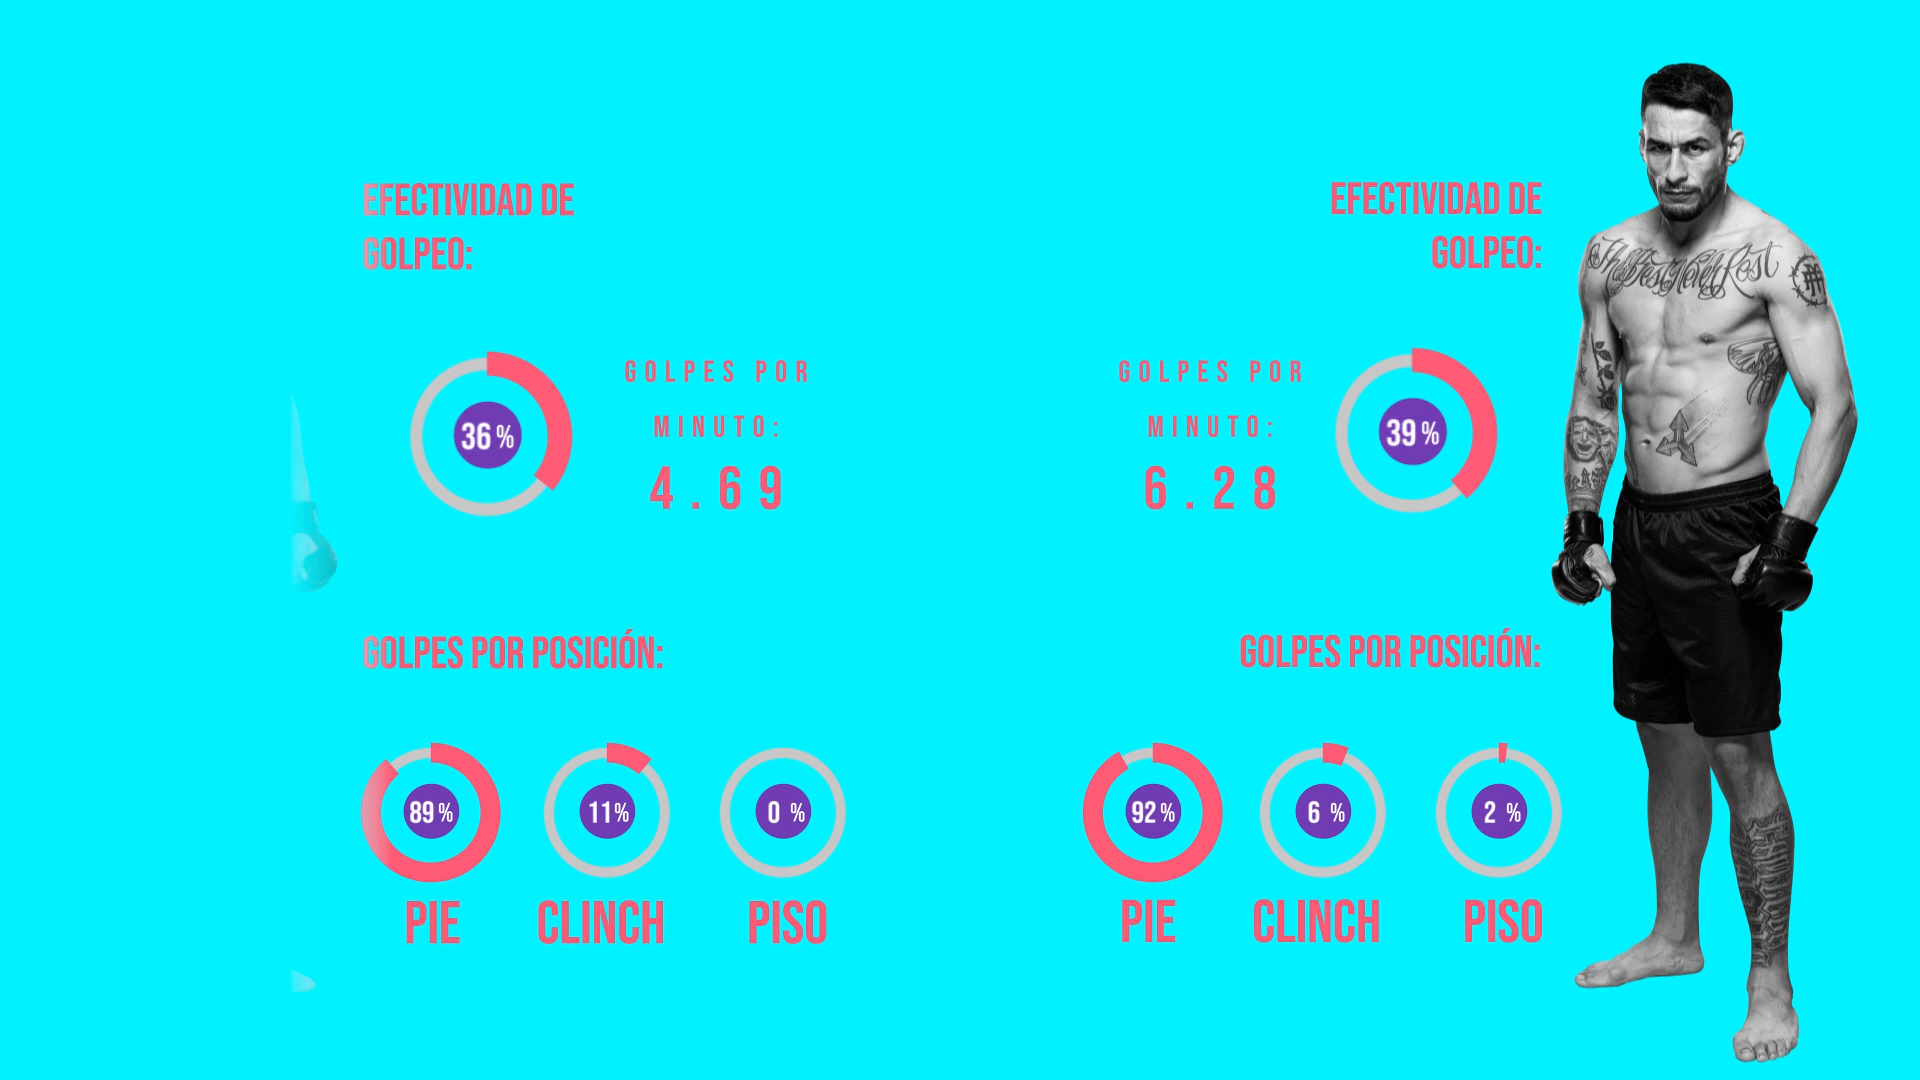 EFECTIVIDAD DE
GOLPEO:
36 %
GOLPES POR
MINUTO:
4.69
GOLPES POR POSICIÓN:
89 %
11 %
0 %
PIE
CLINCH
PISO
EFECTIVIDAD DE
GOLPEO:
GOLPES POR
MINUTO:
6.28
39 %
GOLPES POR POSICIÓN:
92 %
6 %
2 %
PIE
CLINCH
PISO